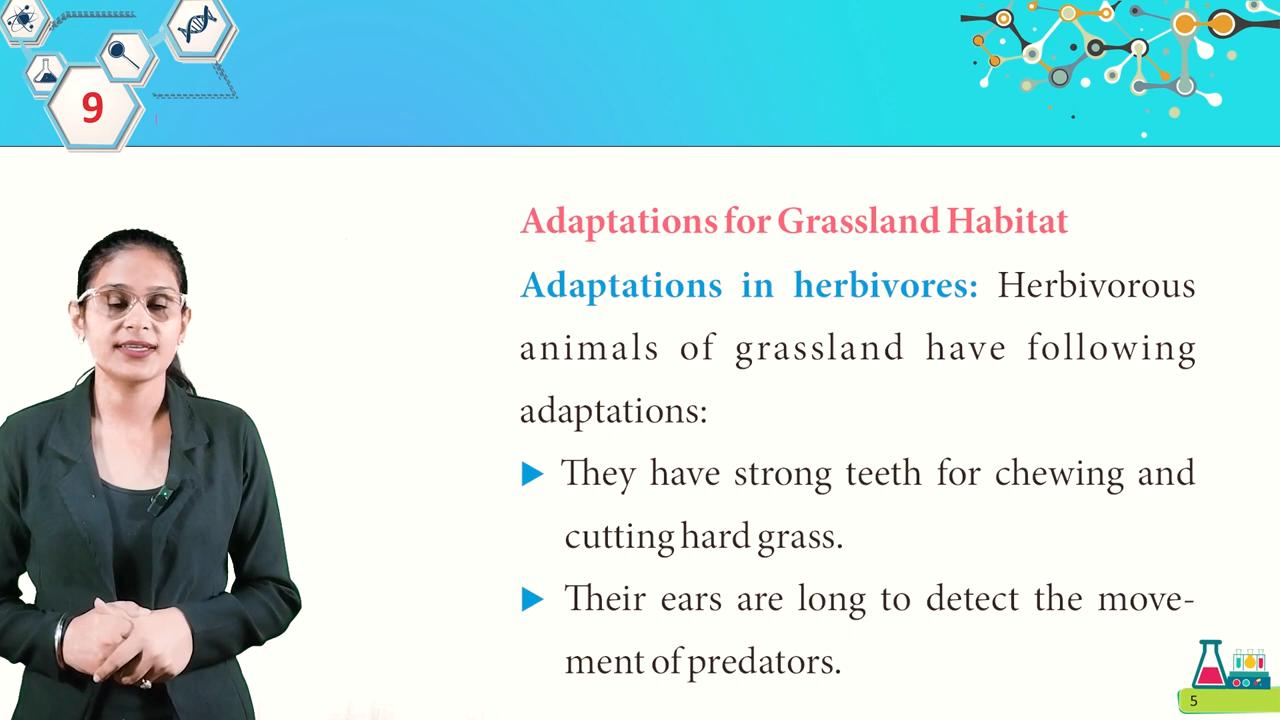 9
Adaptations for Grassland Habitat
Adaptations in herbivores: Herbivorous
animals of grassland have following
adaptations:
They have strong teeth for chewing and
cutting hard grass.
Their ears are long to detect the move-
ment of predators.
5